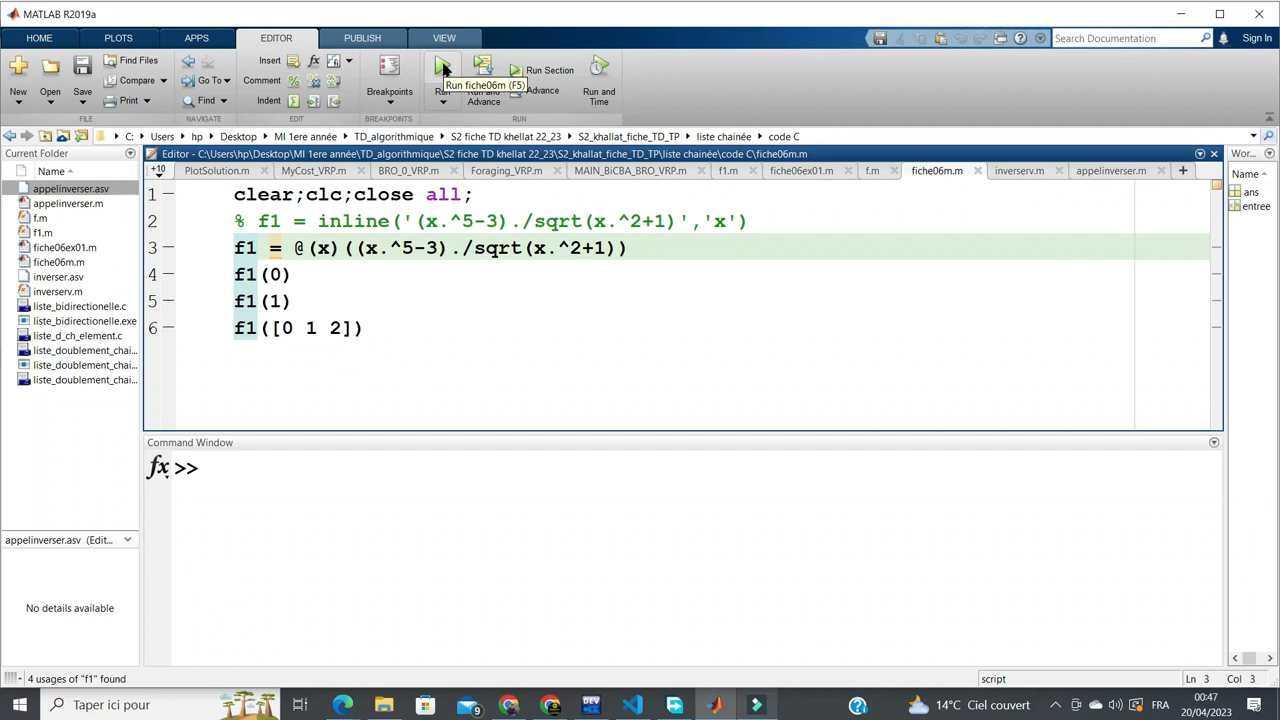 MATLAB R2019a
HOME PLOTS APPS EDITOR PUBLISH VIEW Search Documentation Sign In
New Open Save Find Files Compare Print Go To Find Insert Comment Indent Breakpoints Run Run and Advance Run Section Advance Run and Time
Run fiche06m (F5)
FILE NAVIGATE EDIT BREAKPOINTS RUN
C: Users hp Desktop MI 1ere année TD_algorithmique S2 fiche TD khellat 22_23 S2_khallat_fiche_TD_TP liste chainée code C
Current Folder
Editor - C:\Users\hp\Desktop\MI 1ere année\TD_algorithmique\S2 fiche TD khellat 22_23\S2_khallat_fiche_TD_TP\liste chainée\code C\fiche06m.m
Wo...
+10 PlotSolution.m MyCost_VRP.m BRO_0_VRP.m Foraging_VRP.m MAIN_BiCBA_BRO_VRP.m f1.m fiche06ex01.m f.m fiche06m.m inverserv.m appelinverser.m
Name
appelinverser.asv
appelinverser.m
f.m
f1.m
fiche06ex01.m
fiche06m.m
inverser.asv
inverserv.m
liste_bidirectionelle.c
liste_bidirectionelle.exe
liste_d_ch_element.c
liste_doublement_chai...
liste_doublement_chai...
liste_doublement_chai...
appelinverser.asv (Edit...
No details available
1 clear;clc;close all;
2 % f1 = inline('(x.^5-3)./sqrt(x.^2+1)','x')
3 f1 = @(x)((x.^5-3)./sqrt(x.^2+1))
4 f1(0)
5 f1(1)
6 f1([0 1 2])
Command Window
fx >>
Name
ans
entree
4 usages of "f1" found script Ln 3 Col 3
Taper ici pour 9 DEV 14°C Ciel couvert FRA 00:47
20/04/2023